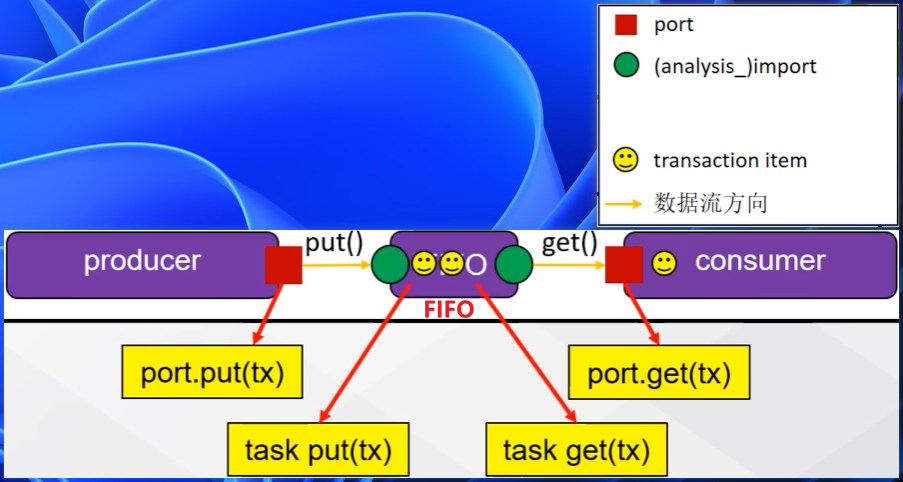 port
(analysis_)import
transaction item
数据流方向
producer
put()
get()
consumer
FIFO
port.put(tx)
port.get(tx)
task put(tx)
task get(tx)